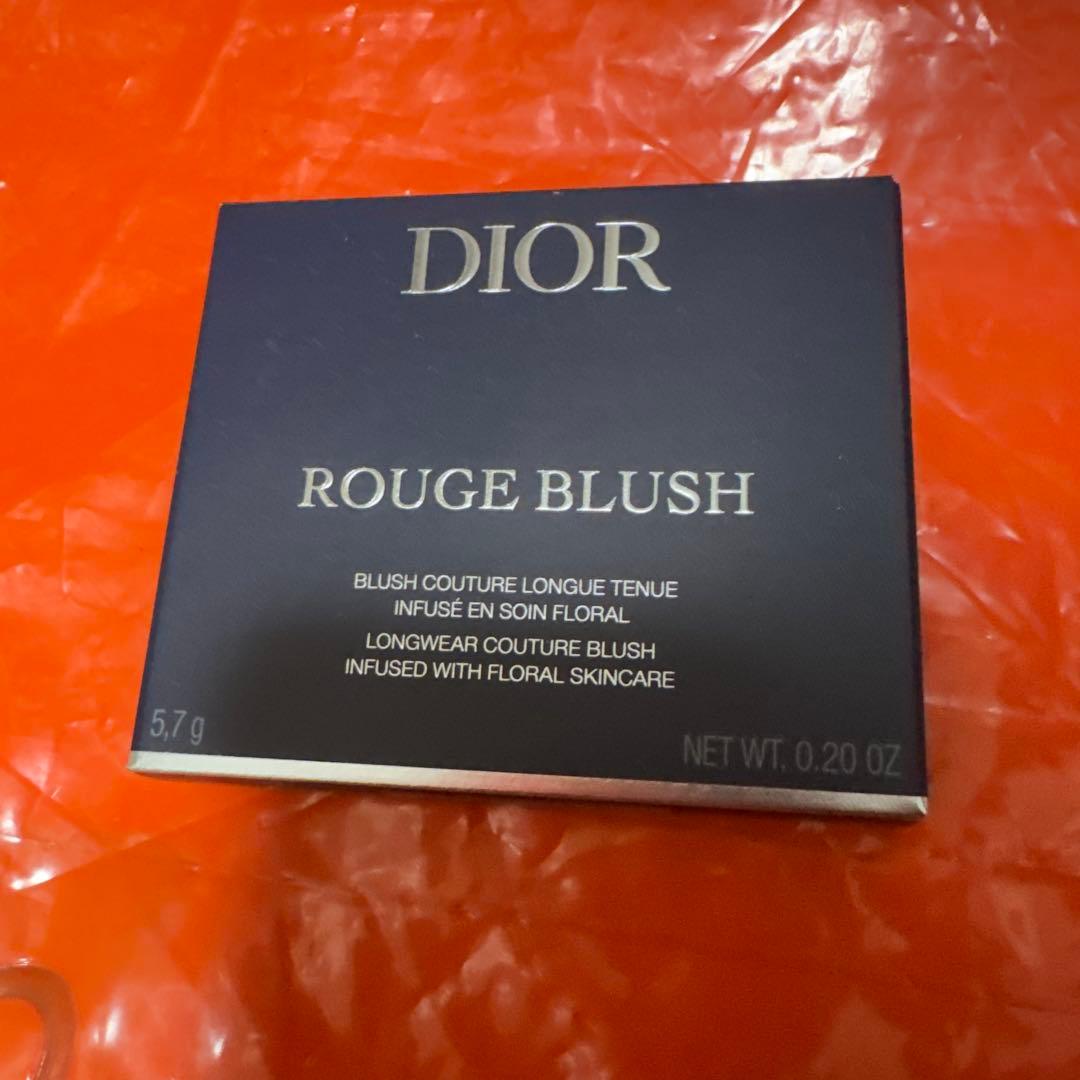 DIOR
ROUGE BLUSH
BLUSH COUTURE LONGUE TENUE
INFUSÉ EN SOIN FLORAL
LONGWEAR COUTURE BLUSH
INFUSED WITH FLORAL SKINCARE
5,7 g
NET WT. 0.20 OZ